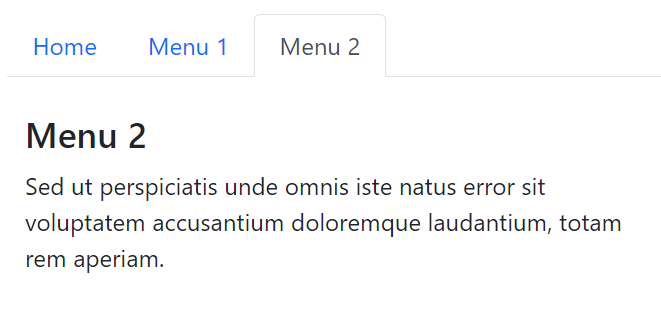 Home Menu 1 Menu 2
Menu 2
Sed ut perspiciatis unde omnis iste natus error sit
voluptatem accusantium doloremque laudantium, totam
rem aperiam.